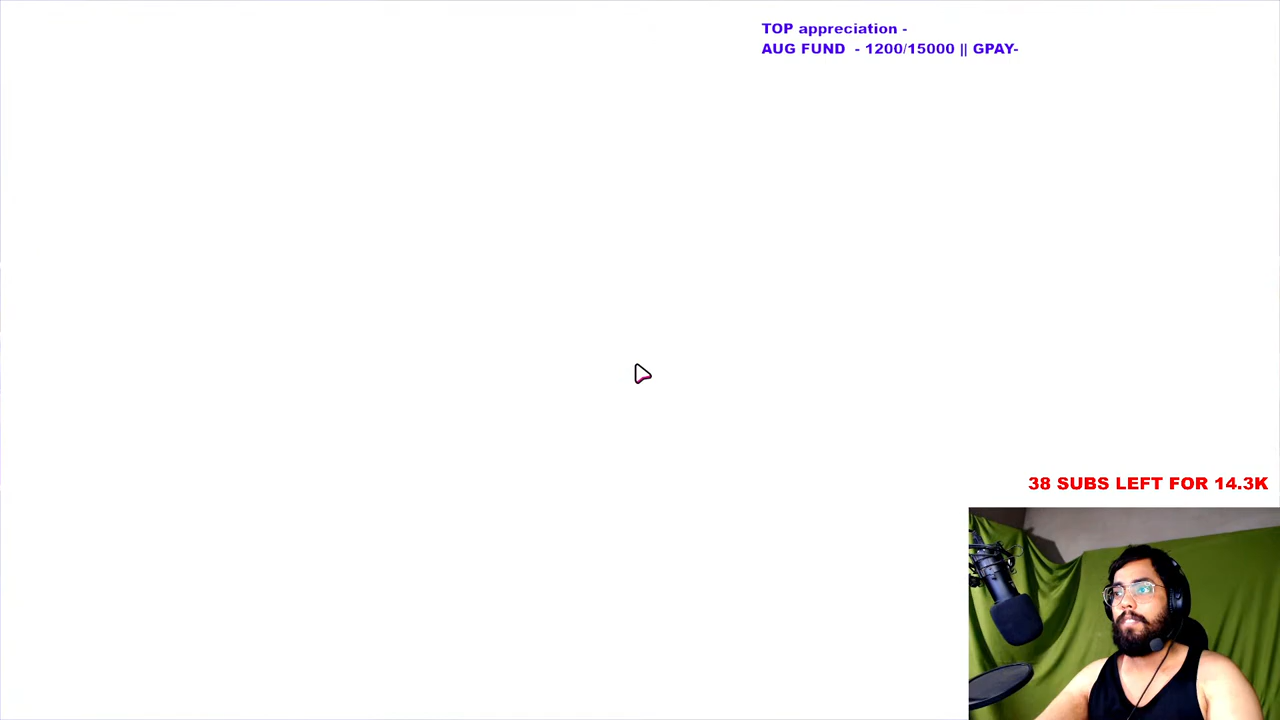 TOP appreciation -
AUG FUND - 1200/15000 || GPAY-
38 SUBS LEFT FOR 14.3K